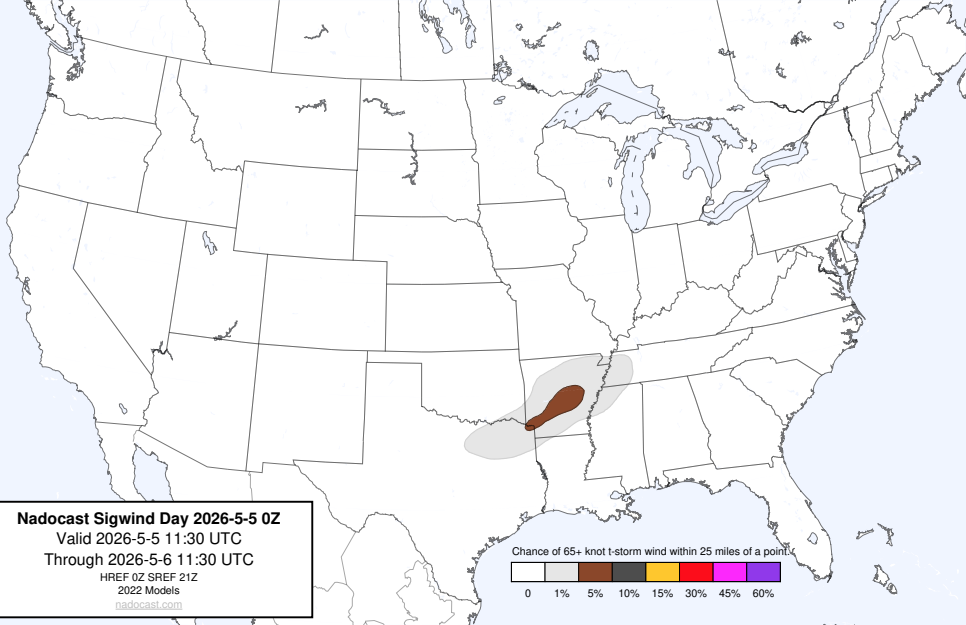 Nadocast Sigwind Day 2026-5-5 0Z
Valid 2026-5-5 11:30 UTC
Through 2026-5-6 11:30 UTC
HREF 0Z SREF 21Z
2022 Models
nadocast.com
Chance of 65+ knot t-storm wind within 25 miles of a point.
0 1% 5% 10% 15% 30% 45% 60%